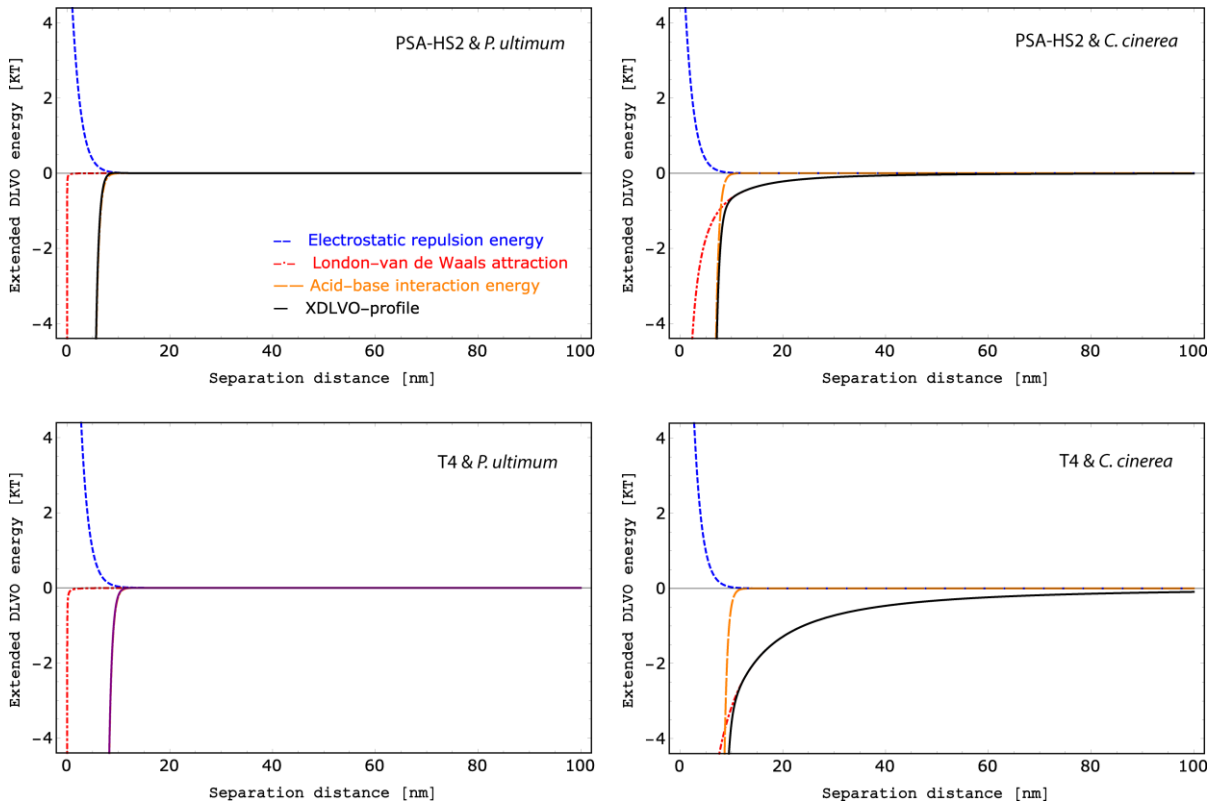 PSA-HS2 & P. ultimum
Extended DLVO energy [KT]
4
2
0
−2
−4
Electrostatic repulsion energy
London–van de Waals attraction
Acid–base interaction energy
XDLVO–profile
0 20 40 60 80 100
Separation distance [nm]
PSA-HS2 & C. cinerea
Extended DLVO energy [KT]
4
2
0
−2
−4
0 20 40 60 80 100
Separation distance [nm]
T4 & P. ultimum
Extended DLVO energy [KT]
4
2
0
−2
−4
0 20 40 60 80 100
Separation distance [nm]
T4 & C. cinerea
Extended DLVO energy [KT]
4
2
0
−2
−4
0 20 40 60 80 100
Separation distance [nm]